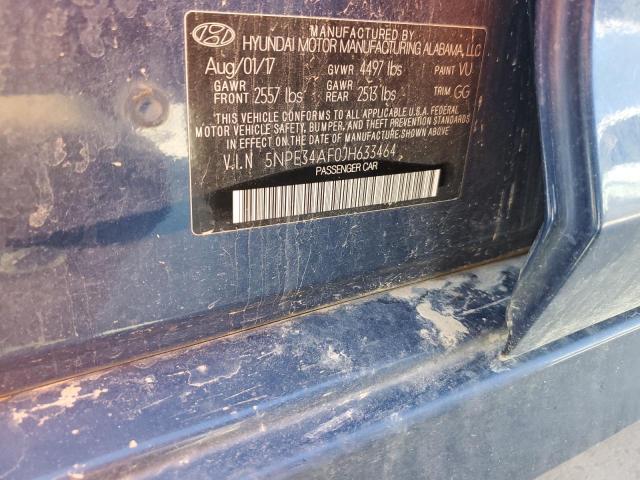 MANUFACTURED BY
HYUNDAI MOTOR MANUFACTURING ALABAMA, LLC
Aug/01/17 GVWR 4497 lbs PAINT VU
GAWR FRONT 2557 lbs GAWR REAR 2513 lbs TRIM GG
THIS VEHICLE CONFORMS TO ALL APPLICABLE U.S.A. FEDERAL
MOTOR VEHICLE SAFETY, BUMPER, AND THEFT PREVENTION
STANDARDS IN EFFECT ON THE DATE OF MANUFACTURE SHOWN ABOVE.
V.I.N 5NPE34AF0JH633464
PASSENGER CAR